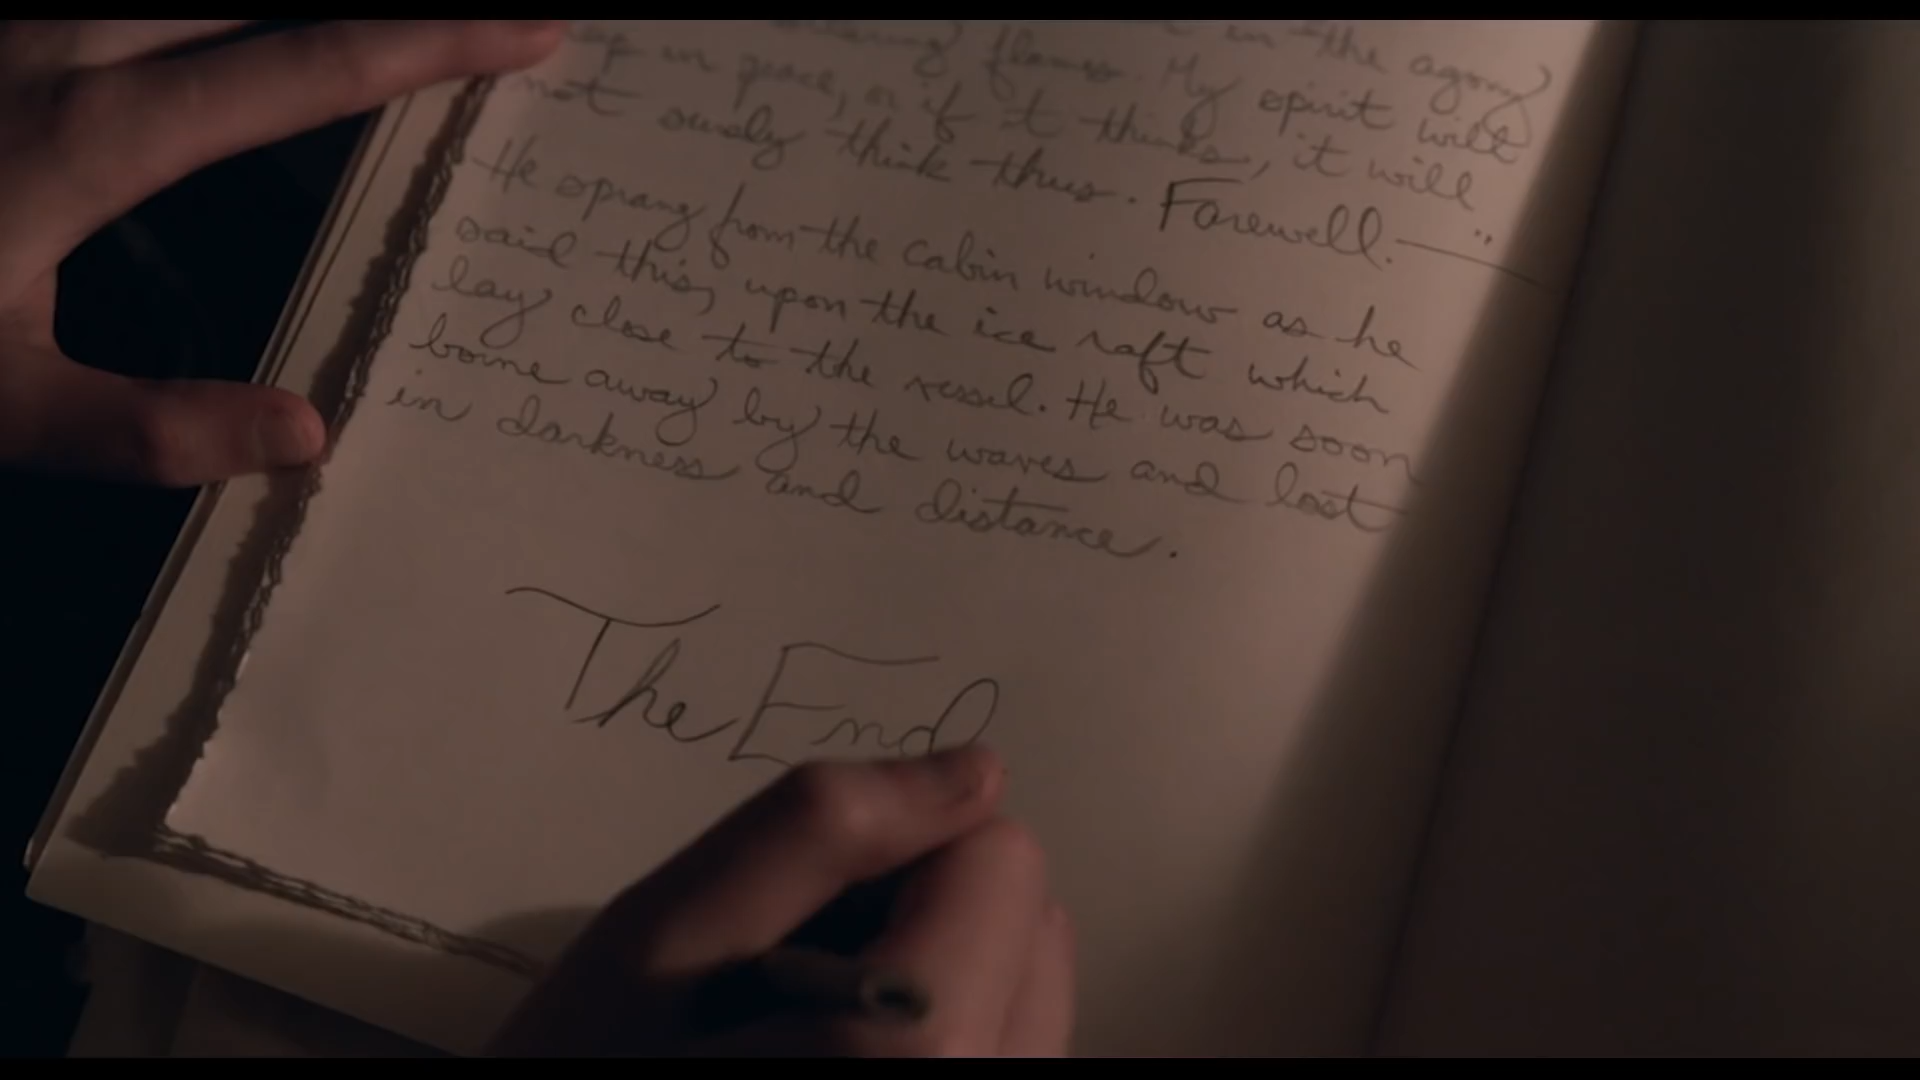 in the agony
flames. My spirit will
in peace, or if it thinks, it will
not surely think thus. Farewell.—"
He sprang from the cabin window as he
said this, upon the ice raft which
lay close to the vessel. He was soon
borne away by the waves and lost
in darkness and distance.
The End